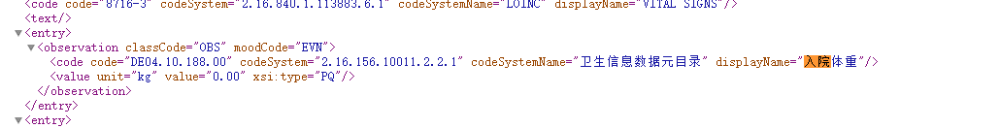 <code code="8716-3" codeSystem="2.16.840.1.113883.6.1" codeSystemName="LOINC" displayName="VITAL SIGNS"/>
<text/>
<entry>
<observation classCode="OBS" moodCode="EVN">
<code code="DE04.10.188.00" codeSystem="2.16.156.10011.2.2.1" codeSystemName="卫生信息数据元目录" displayName="入院体重"/>
<value unit="kg" value="0.00" xsi:type="PQ"/>
</observation>
</entry>
<entry>